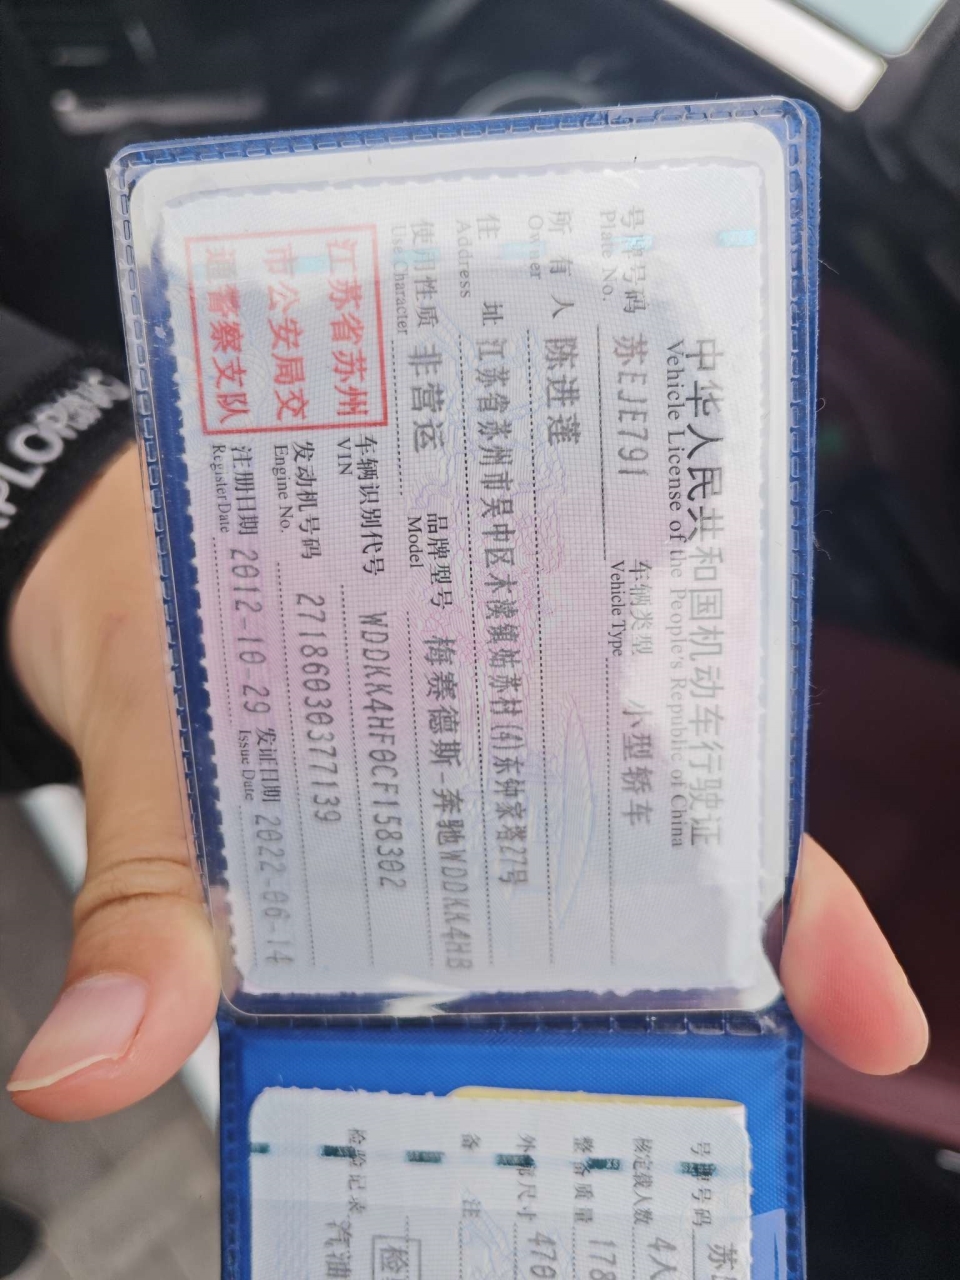 中华人民共和国机动车行驶证
Vehicle License of the People's Republic of China
号牌号码 苏EJE791 车辆类型 小型轿车
Plate No. Vehicle Type
所有人 陈进莲
Owner
住址 江苏省苏州市吴中区木渎镇姑苏村(4)东钟家塔27号
Address
使用性质 非营运 品牌型号 梅赛德斯-奔驰WDDKK4HB
Use Character Model
江苏省苏州
市公安局交
通警察支队
车辆识别代号 WDDKK4HF0CF158302
VIN
发动机号码 27186030377139
Engine No.
注册日期 2012-10-29 发证日期 2022-06-14
Register Date Issue Date
号牌号码 苏
核定载人数 4人
整备质量 178
外部尺寸 470
备注
检验记录 汽油
检